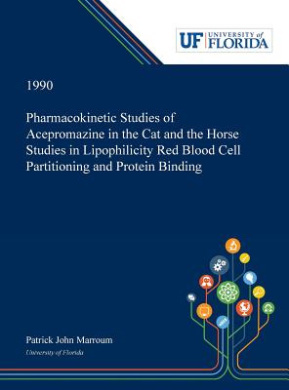 UF UNIVERSITY of
FLORIDA
1990
Pharmacokinetic Studies of
Acepromazine in the Cat and the Horse
Studies in Lipophilicity Red Blood Cell
Partitioning and Protein Binding
Patrick John Marroum
University of Florida